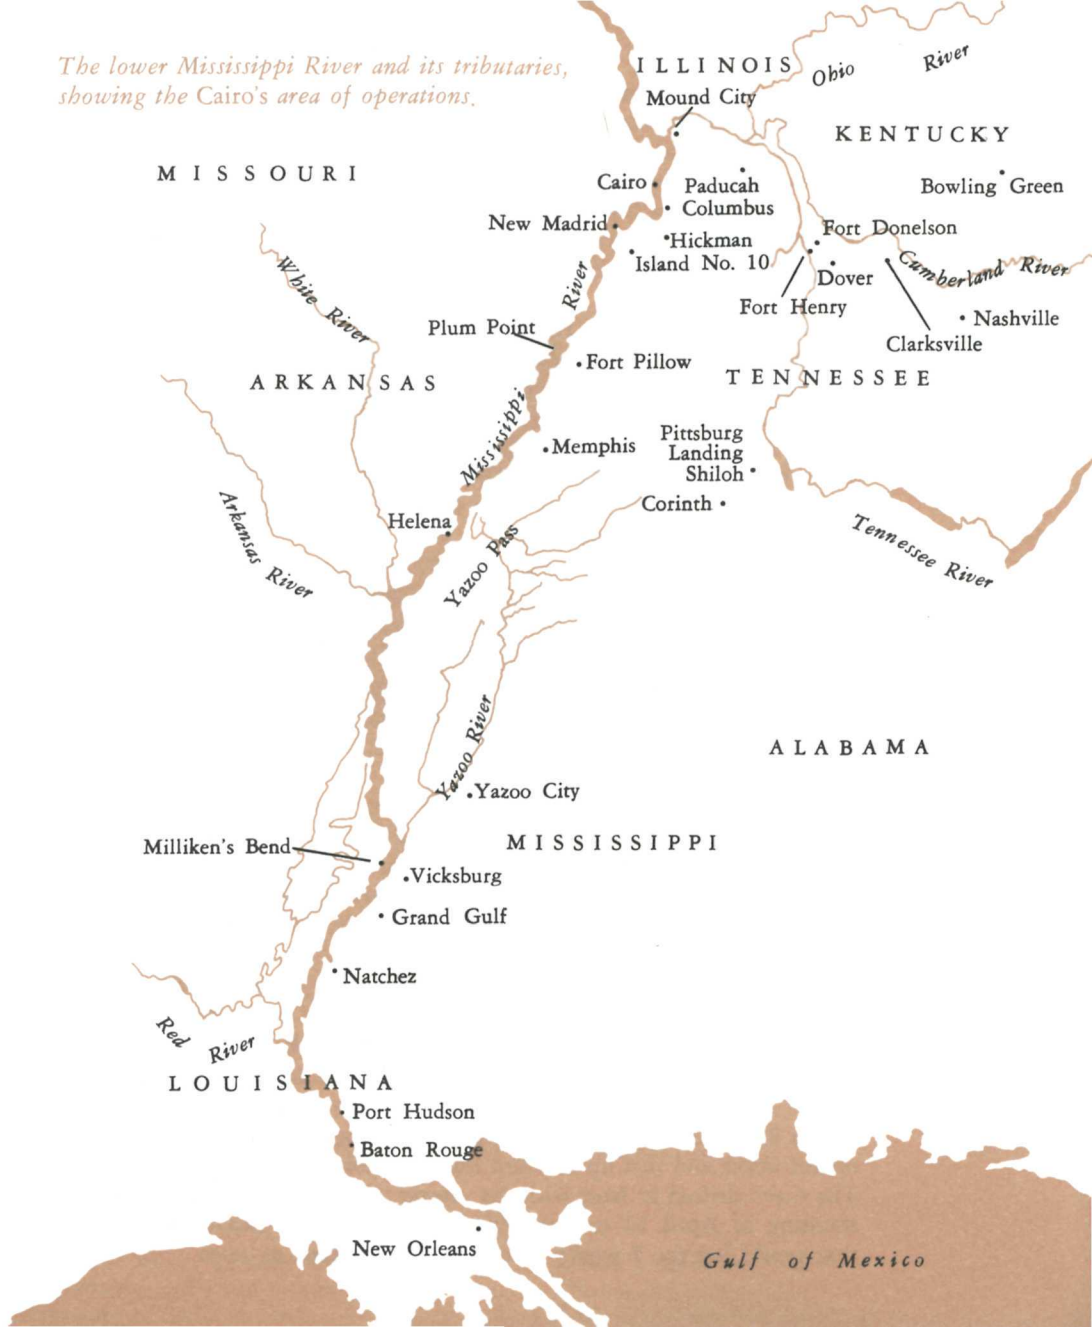 The lower Mississippi River and its tributaries,
showing the Cairo's area of operations.
ILLINOIS
Ohio River
Mound City
KENTUCKY
MISSOURI
Cairo
Paducah
Bowling Green
Columbus
New Madrid
Hickman
Fort Donelson
Island No. 10
Cumberland River
Dover
White River
Fort Henry
Nashville
Plum Point
Clarksville
Fort Pillow
ARKANSAS
TENNESSEE
Mississippi River
Memphis
Pittsburg
Landing
Shiloh
Corinth
Arkansas River
Helena
Tennessee River
Yazoo Pass
Yazoo River
ALABAMA
Yazoo City
Milliken's Bend
MISSISSIPPI
Vicksburg
Grand Gulf
Natchez
Red River
LOUISIANA
Port Hudson
Baton Rouge
New Orleans
Gulf of Mexico